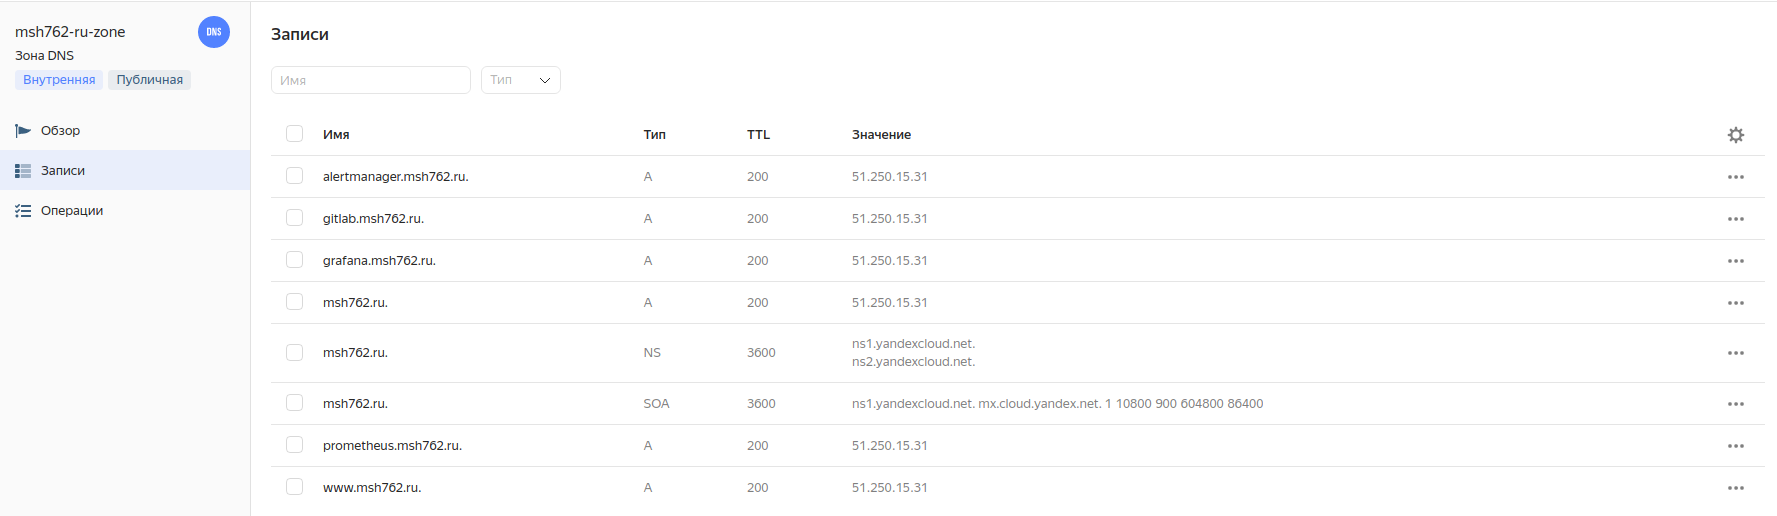 msh762-ru-zone
DNS
Зона DNS
Внутренняя Публичная
Обзор
Записи
Операции
Записи
Имя Тип
Имя Тип TTL Значение
alertmanager.msh762.ru. A 200 51.250.15.31
gitlab.msh762.ru. A 200 51.250.15.31
grafana.msh762.ru. A 200 51.250.15.31
msh762.ru. A 200 51.250.15.31
msh762.ru. NS 3600 ns1.yandexcloud.net.
ns2.yandexcloud.net.
msh762.ru. SOA 3600 ns1.yandexcloud.net. mx.cloud.yandex.net. 1 10800 900 604800 86400
prometheus.msh762.ru. A 200 51.250.15.31
www.msh762.ru. A 200 51.250.15.31